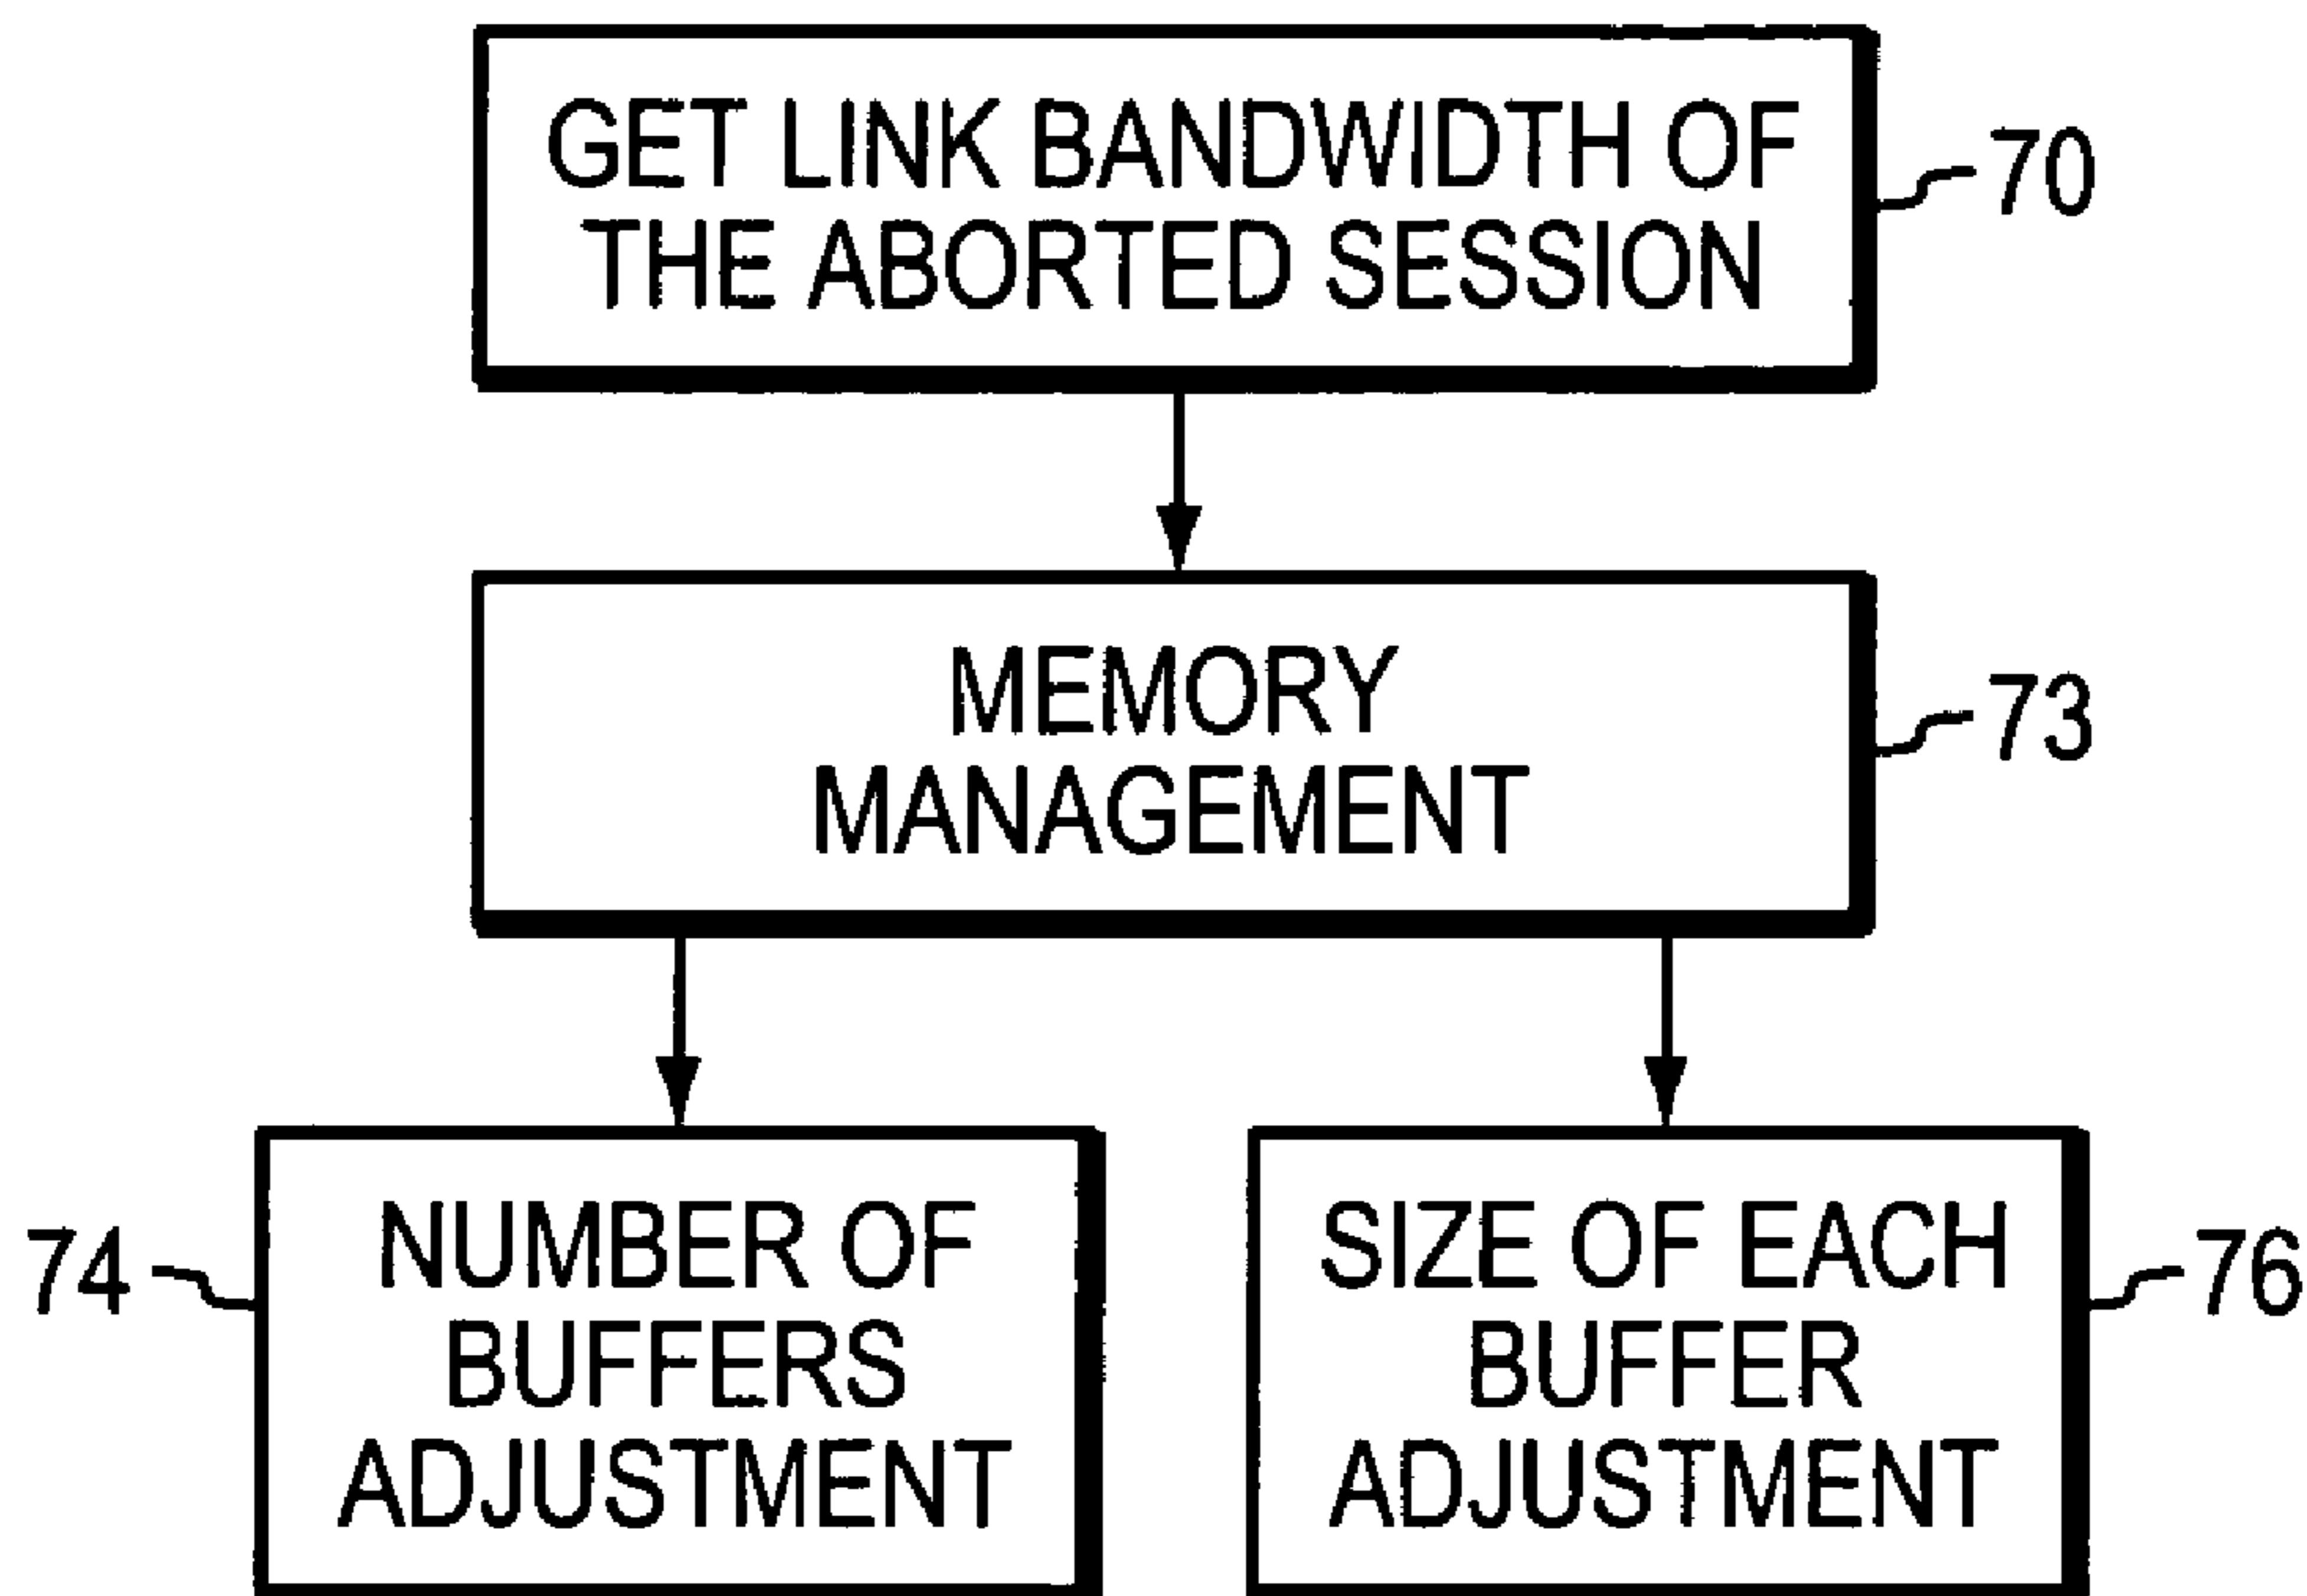 GET LINK BANDWIDTH OF
THE ABORTED SESSION
70
MEMORY
MANAGEMENT
73
74
NUMBER OF
BUFFERS
ADJUSTMENT
SIZE OF EACH
BUFFER
ADJUSTMENT
76